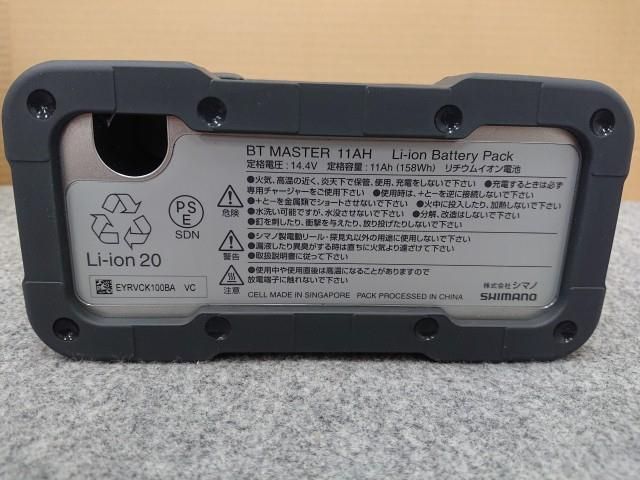 BT MASTER 11AH Li-ion Battery Pack
定格電圧:14.4V 定格容量:11Ah (158Wh) リチウムイオン電池
危険
●火気、高温の近く、炎天下で保管、使用、充電をしないで下さい ●充電するときは必ず
専用チャージャーをご使用下さい ●使用時は、+と−を逆に接続しないで下さい
●+と−を金属類でショートさせないで下さい ●火中に投入したり、加熱しないで下さい
●水洗い可能ですが、水没させないで下さい ●分解、改造はしないで下さい
●釘を刺したり、衝撃を与えたり、放り投げたりしないで下さい
警告
●シマノ製電動リール・探見丸以外の用途に使用しないで下さい
●漏液したり異臭がする時は直ちに火気より遠ざけて下さい
●取扱説明書に従って下さい
注意
●使用中や使用直後は高温になることがありますので
放電端子に触れないで下さい
CELL MADE IN SINGAPORE PACK PROCESSED IN CHINA
株式会社シマノ
SHIMANO
PS
E
SDN
Li-ion 20
EYRVCK100BA VC